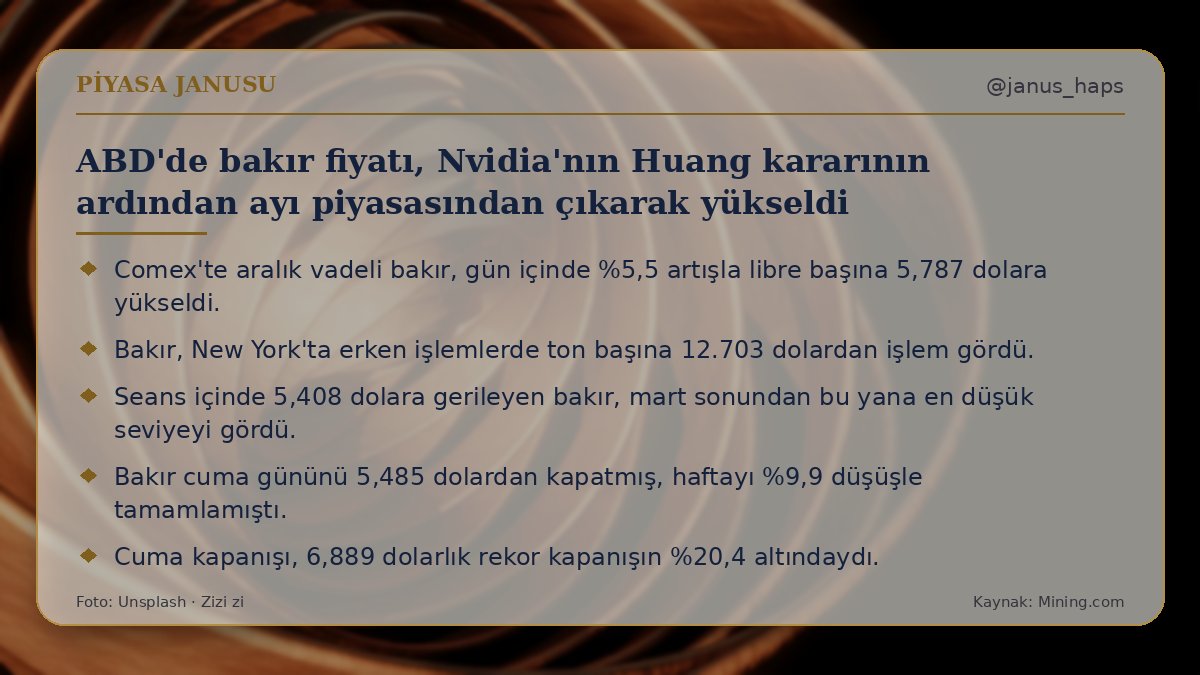 PİYASA JANUSU
@janus_haps
ABD'de bakır fiyatı, Nvidia'nın Huang kararının
ardından ayı piyasasından çıkarak yükseldi
Comex'te aralık vadeli bakır, gün içinde %5,5 artışla libre başına 5,787 dolara
yükseldi.
Bakır, New York'ta erken işlemlerde ton başına 12.703 dolardan işlem gördü.
Seans içinde 5,408 dolara gerileyen bakır, mart sonundan bu yana en düşük
seviyeyi gördü.
Bakır cuma gününü 5,485 dolardan kapatmış, haftayı %9,9 düşüşle
tamamlamıştı.
Cuma kapanışı, 6,889 dolarlık rekor kapanışın %20,4 altındaydı.
Foto: Unsplash · Zizi zi
Kaynak: Mining.com